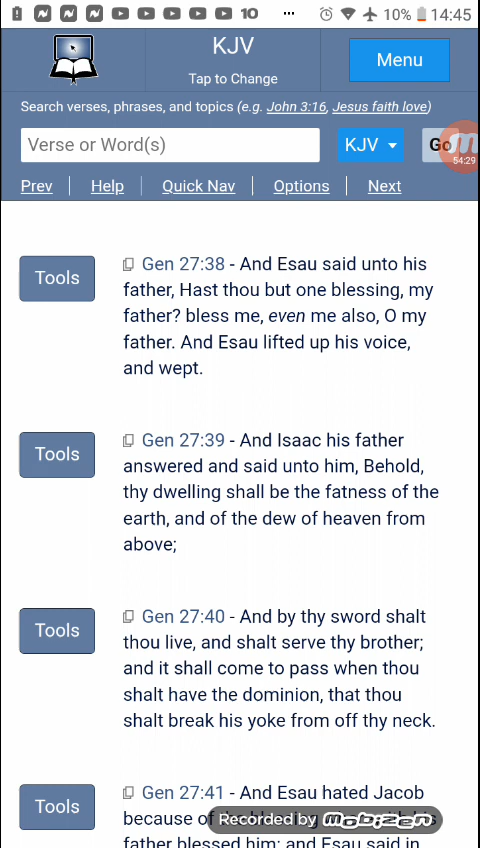 10 ... 10% 14:45
KJV
Tap to Change
Menu
Search verses, phrases, and topics (e.g. John 3:16, Jesus faith love)
Verse or Word(s)
KJV
Go
54:29
Prev Help Quick Nav Options Next
Tools
Gen 27:38 - And Esau said unto his
father, Hast thou but one blessing, my
father? bless me, even me also, O my
father. And Esau lifted up his voice,
and wept.
Tools
Gen 27:39 - And Isaac his father
answered and said unto him, Behold,
thy dwelling shall be the fatness of the
earth, and of the dew of heaven from
above;
Tools
Gen 27:40 - And by thy sword shalt
thou live, and shalt serve thy brother;
and it shall come to pass when thou
shalt have the dominion, that thou
shalt break his yoke from off thy neck.
Tools
Gen 27:41 - And Esau hated Jacob
because of
Recorded by mobizen
father blessed him: and Esau said in